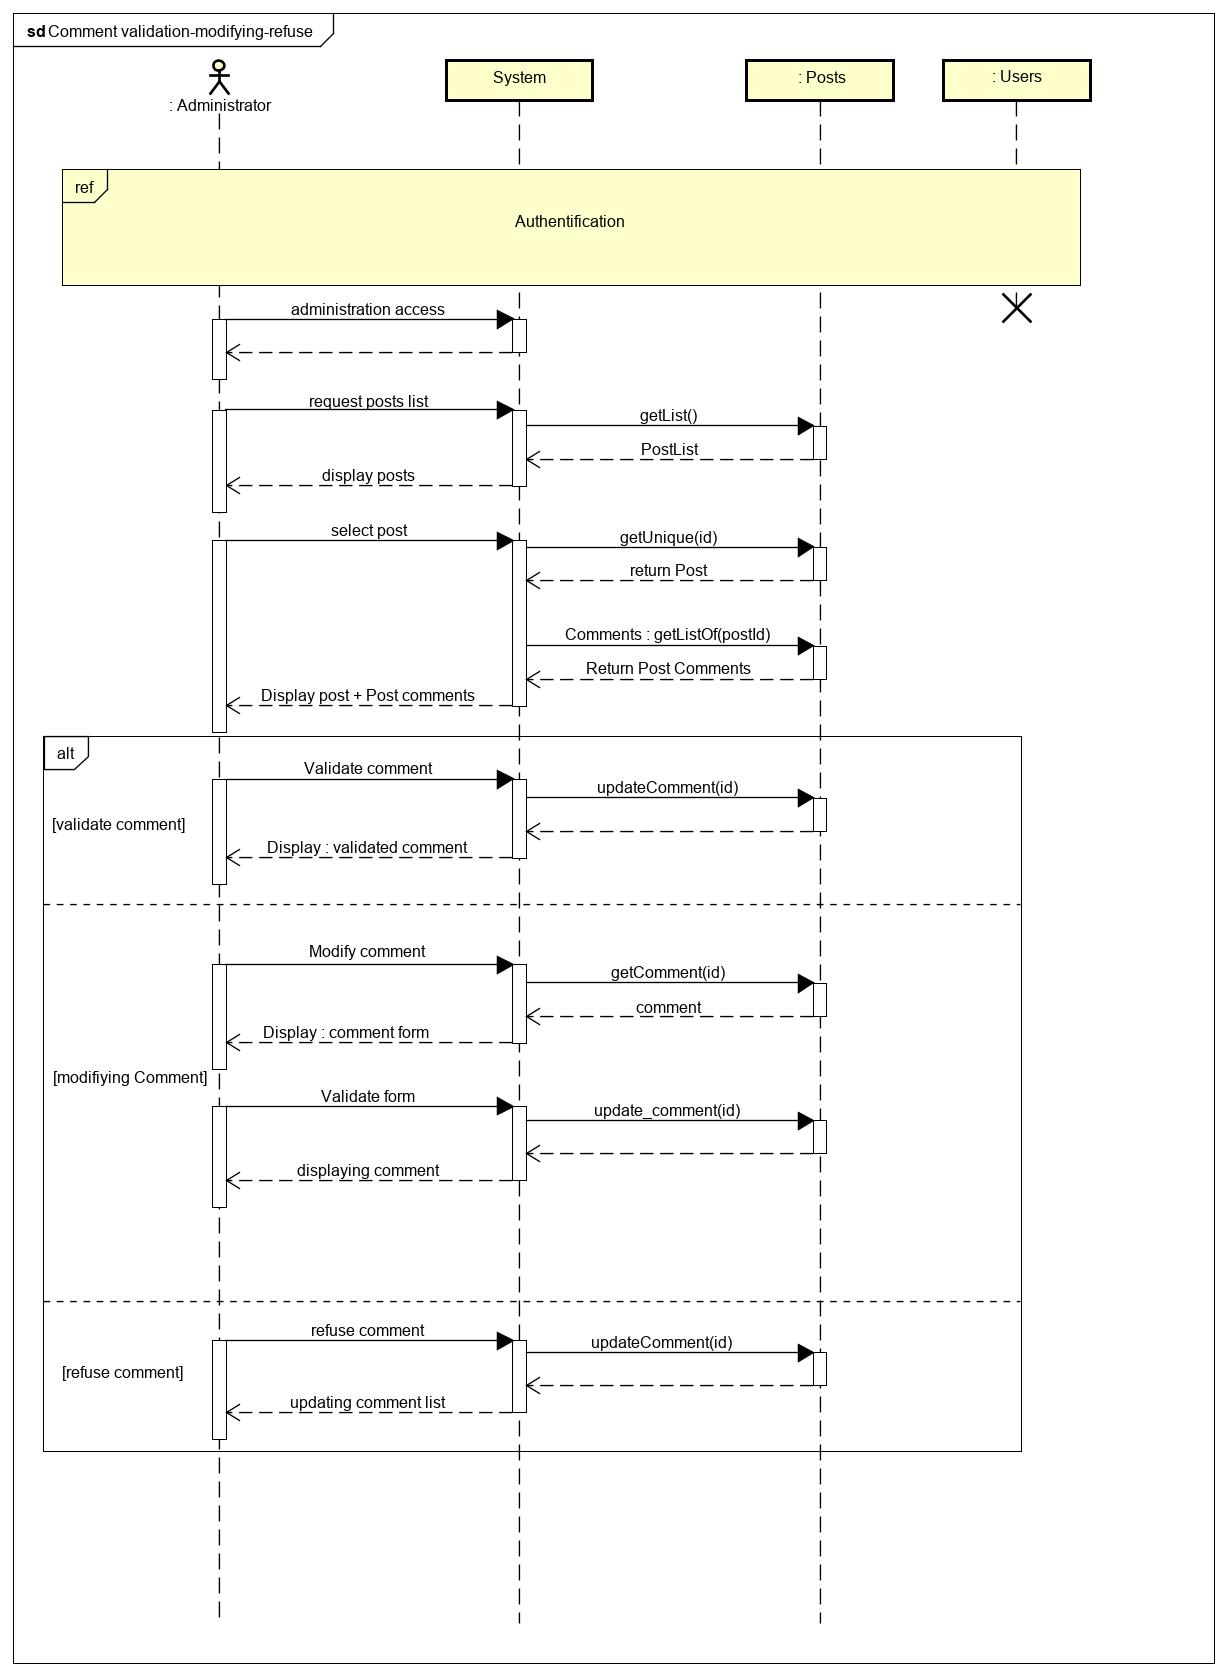 sd Comment validation-modifying-refuse
: Administrator
System
: Posts
: Users
ref
Authentification
administration access
request posts list
getList()
PostList
display posts
select post
getUnique(id)
return Post
Comments : getListOf(postId)
Return Post Comments
Display post + Post comments
alt
Validate comment
updateComment(id)
[validate comment]
Display : validated comment
Modify comment
getComment(id)
comment
Display : comment form
[modifiying Comment]
Validate form
update_comment(id)
displaying comment
refuse comment
updateComment(id)
[refuse comment]
updating comment list